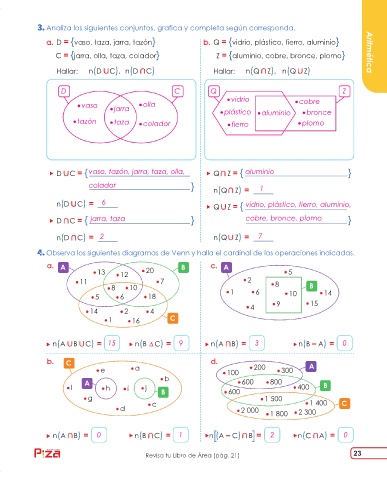 3. Analiza los siguientes conjuntos, grafica y completa según corresponda.
a. D = {vaso, taza, jarra, tazón}
C = {jarra, olla, taza, colador}
Hallar: n(D∪C), n(D∩C)
b. Q = {vidrio, plástico, fierro, aluminio}
Z = {aluminio, cobre, bronce, plomo}
Hallar: n(Q∩Z), n(Q∪Z)
Aritmética
D C
• vaso • jarra • olla
• tazón • taza • colador
Q Z
• vidrio • cobre
• plástico • aluminio • bronce
• fierro • plomo
▸ D∪C = {vaso, tazón, jarra, taza, olla,
colador }
n(D∪C) = 6
▸ D∩C = {jarra, taza }
n(D∩C) = 2
▸ Q∩Z = { aluminio }
n(Q∩Z) = 1
▸ Q∪Z = { vidrio, plástico, fierro, aluminio,
cobre, bronce, plomo }
n(Q∪Z) = 7
4. Observa los siguientes diagramas de Venn y halla el cardinal de las operaciones indicadas.
a. A B
• 13 • 12 • 20
• 11 • 7
• 8 • 10
• 5 • 6 • 18
• 14 • 2 • 4
• 1 • 16 C
c. A • 5
• 2 • 8 B
• 1 • 6 • 10 • 14
• 4 • 9 • 15
▸ n(A∪B∪C) = 15 ▸ n(B △ C) = 9
▸ n(A∩B) = 3 ▸ n(B – A) = 0
b. C
• e • a
A • b
• l • h • i • j B
• g • c
• d
d. • 200 A
• 100 • 300
• 600 • 800
• 400 B
• 600
• 1 500
• 1 400 C
• 2 000 • 1 800 • 2 300
▸ n(A∩B) = 0 ▸ n(B∩C) = 1
▸ n[(A – C)∩B] = 2 ▸ n(C∩A) = 0
Piza
Revisa tu Libro de Área (pág. 21)
23